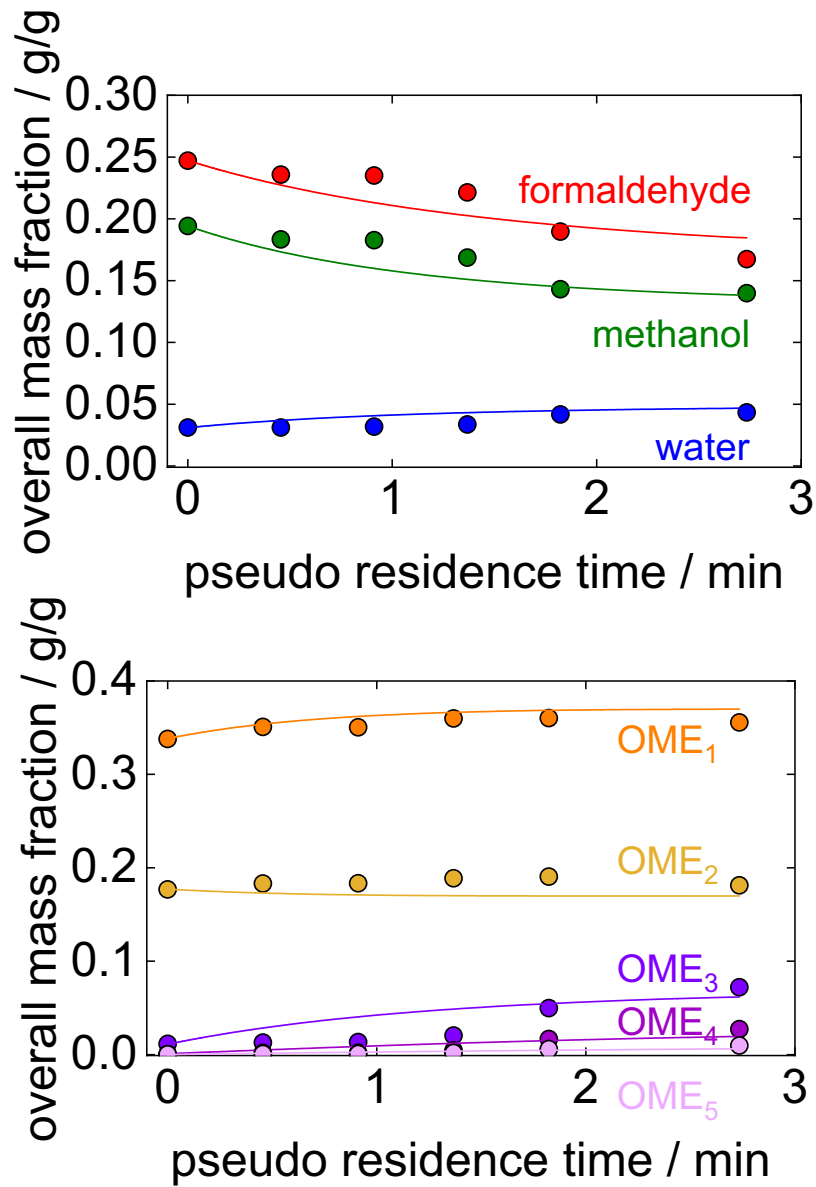 overall mass fraction / g/g
0.30
0.25
0.20
0.15
0.10
0.05
0.00
formaldehyde
methanol
water
0 1 2 3
pseudo residence time / min
overall mass fraction / g/g
0.4
0.3
0.2
0.1
0.0
OME₁
OME₂
OME₃
OME₄
OME₅
0 1 2 3
pseudo residence time / min